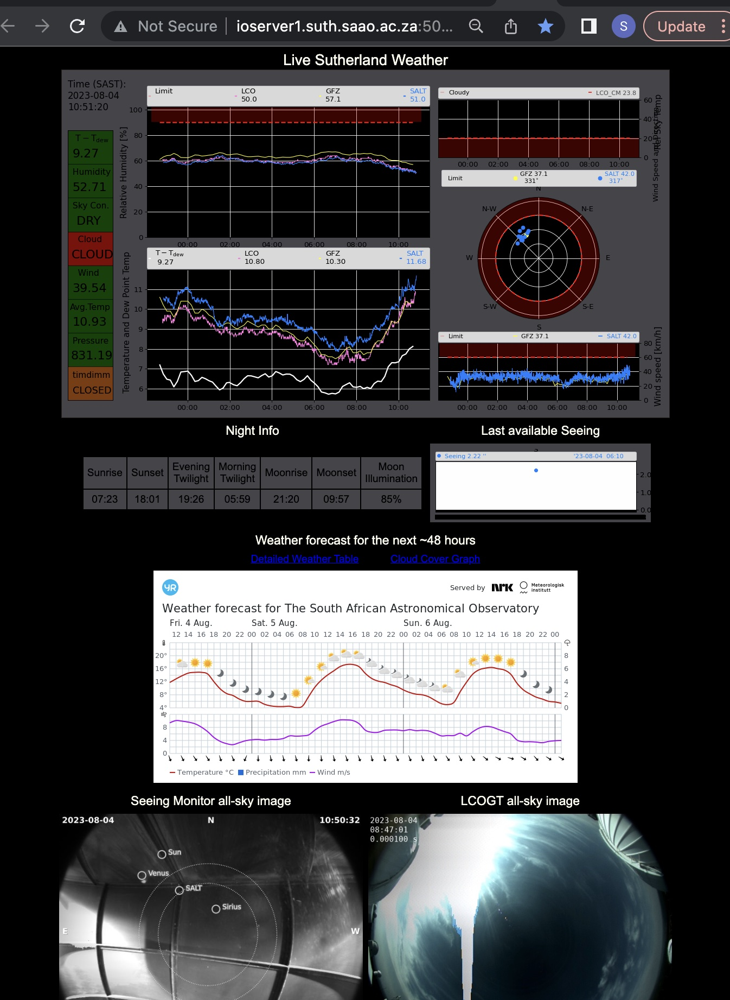 Not Secure
ioserver1.suth.saao.ac.za:50...
S
Update
Live Sutherland Weather
Time (SAST):
2023-08-04
10:51:20
T − Tdew
9.27
Humidity
52.71
Sky Con.
DRY
Cloud
CLOUD
Wind
39.54
Avg.Temp
10.93
Pressure
831.19
timdimm
CLOSED
Limit LCO GFZ SALT
50.0 57.1 51.0
Relative Humidity [%]
100
80
60
40
20
0
00:00 02:00 04:00 06:00 08:00 10:00
T − Tdew LCO GFZ SALT
9.27 10.80 10.30 11.68
Temperature and Dew Point Temp
11
10
9
8
7
6
00:00 02:00 04:00 06:00 08:00 10:00
Cloudy LCO_CM 23.8
60
40
20
0
Rel Sky Temp
Wind Speed and Direction
00:00 02:00 04:00 06:00 08:00 10:00
Limit GFZ 37.1 SALT 42.0
331° 317°
N
N-W N-E
W E
S-W S-E
S
Limit GFZ 37.1 SALT 42.0
80
60
40
20
0
Wind speed [km/h]
00:00 02:00 04:00 06:00 08:00 10:00
Night Info
Sunrise Sunset Evening Twilight Morning Twilight Moonrise Moonset Moon Illumination
07:23 18:01 19:26 05:59 21:20 09:57 85%
Last available Seeing
S
Seeing 2.22 '' '23-08-04 06:10
2.0
1.0
0.0
Weather forecast for the next ~48 hours
Detailed Weather Table Cloud Cover Graph
YR
Served by NRK Meteorologisk institutt
Weather forecast for The South African Astronomical Observatory
Fri. 4 Aug. Sat. 5 Aug. Sun. 6 Aug.
12 14 16 18 20 22 00 02 04 06 08 10 12 14 16 18 20 22 00 02 04 06 08 10 12 14 16 18 20 22 00
20° 8
16° 6
12° 4
8° 2
4° 0
8
4
0
Temperature °C Precipitation mm Wind m/s
Seeing Monitor all-sky image
2023-08-04 N 10:50:32
Sun
Venus
SALT
Sirius
E W
LCOGT all-sky image
2023-08-04
08:47:01
0.000100 s